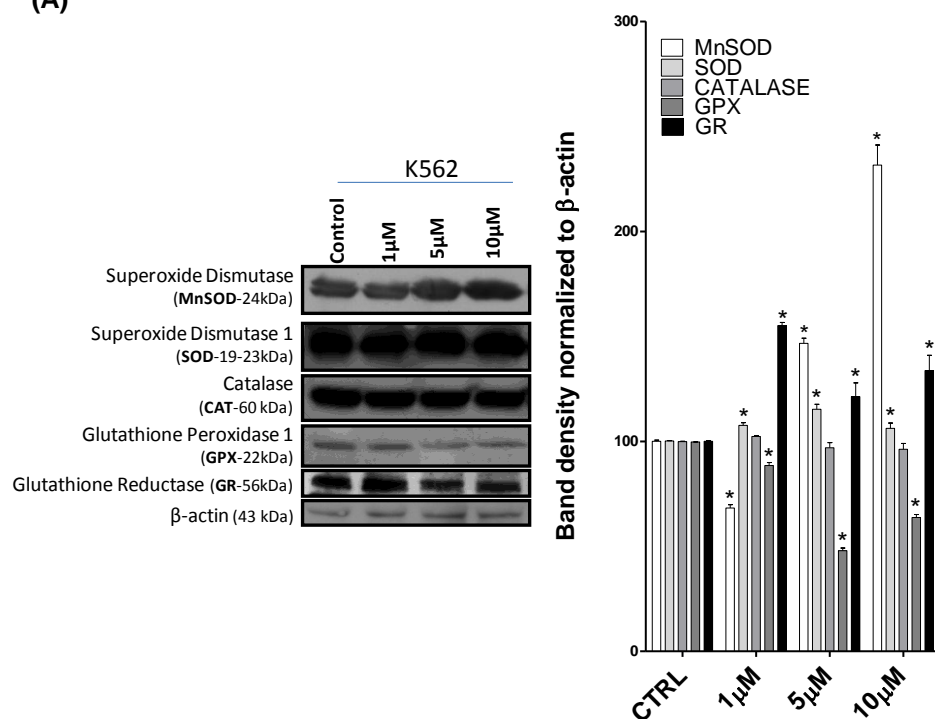 (A)
K562
Control
1μM
5μM
10μM
Superoxide Dismutase
(MnSOD-24kDa)
Superoxide Dismutase 1
(SOD-19-23kDa)
Catalase
(CAT-60 kDa)
Glutathione Peroxidase 1
(GPX-22kDa)
Glutathione Reductase (GR-56kDa)
β-actin (43 kDa)
Band density normalized to β-actin
300
200
100
0
MnSOD
SOD
CATALASE
GPX
GR
*
*
*
*
*
*
*
*
*
*
*
*
CTRL
1μM
5μM
10μM